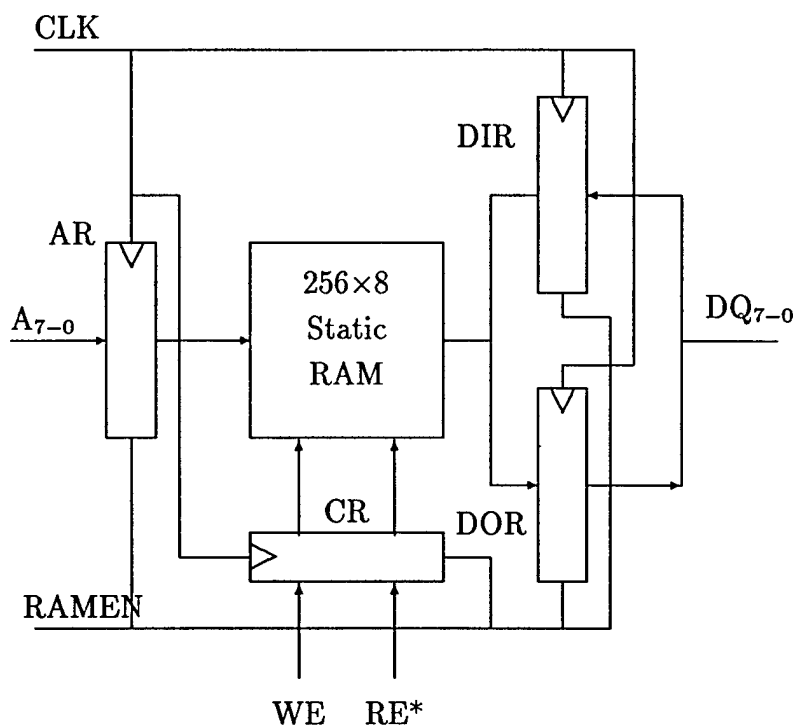 CLK
DIR
AR
256×8
Static
RAM
A₇₋₀
DQ₇₋₀
CR
DOR
RAMEN
WE RE*